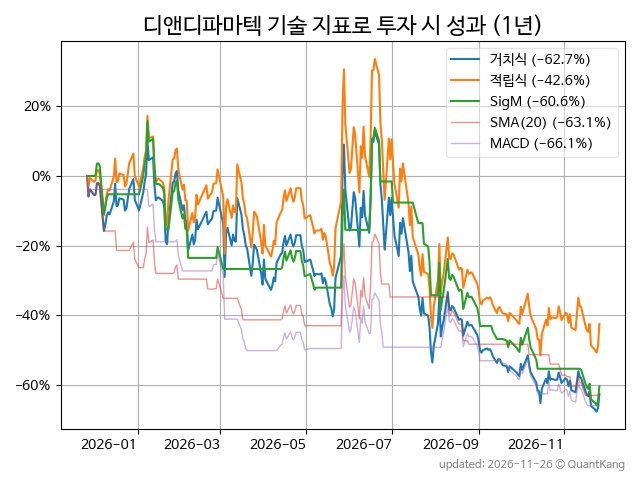 디앤디파마텍 기술 지표로 투자 시 성과 (1년)
거치식 (−62.7%)
적립식 (−42.6%)
SigM (−60.6%)
SMA(20) (−63.1%)
MACD (−66.1%)
20%
0%
−20%
−40%
−60%
2026-01 2026-03 2026-05 2026-07 2026-09 2026-11
updated: 2026-11-26 © QuantKang